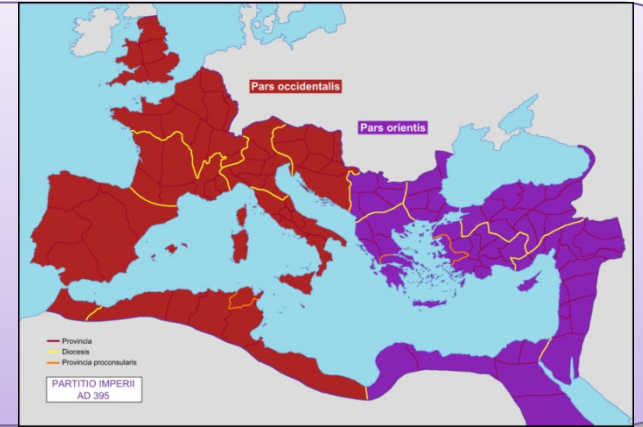 Pars occidentalis
Pars orientis
Provincia
Diocesis
Provincia proconsularis
PARTITIO IMPERII
AD 395